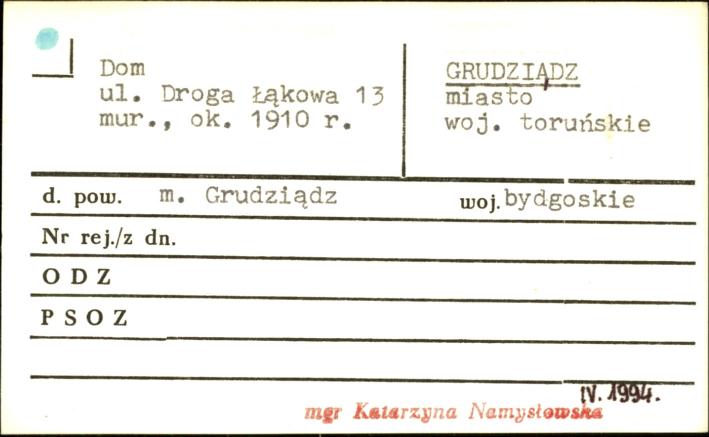 Dom
ul. Droga Łąkowa 13
mur., ok. 1910 r.
GRUDZIĄDZ
miasto
woj. toruńskie
d. pow. m. Grudziądz woj. bydgoskie
Nr rej./z dn.
O D Z
P S O Z
IV. 1994.
mgr Katarzyna Namysłowska